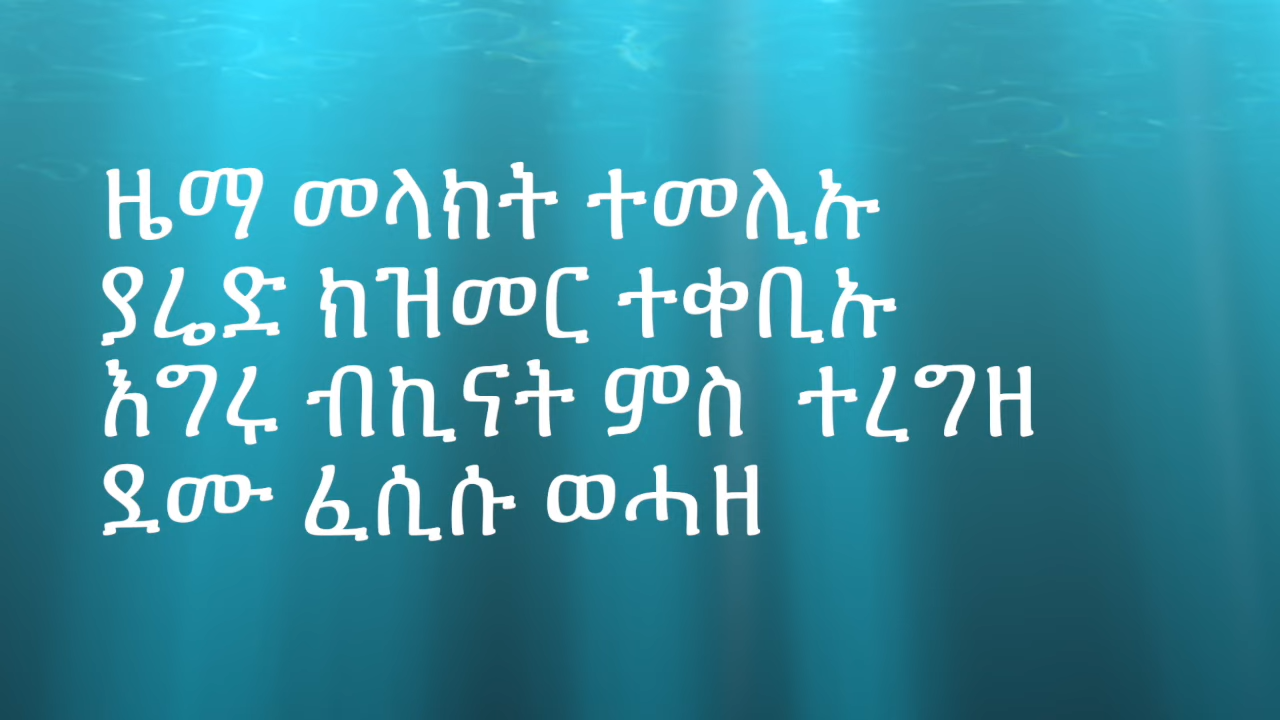 ዜማ መላክት ተመሊኡ
ያሬድ ክዝመር ተቀቢኡ
እግሩ ብኪናት ምስ ተረግዘ
ደሙ ፈሲሱ ወሓዘ